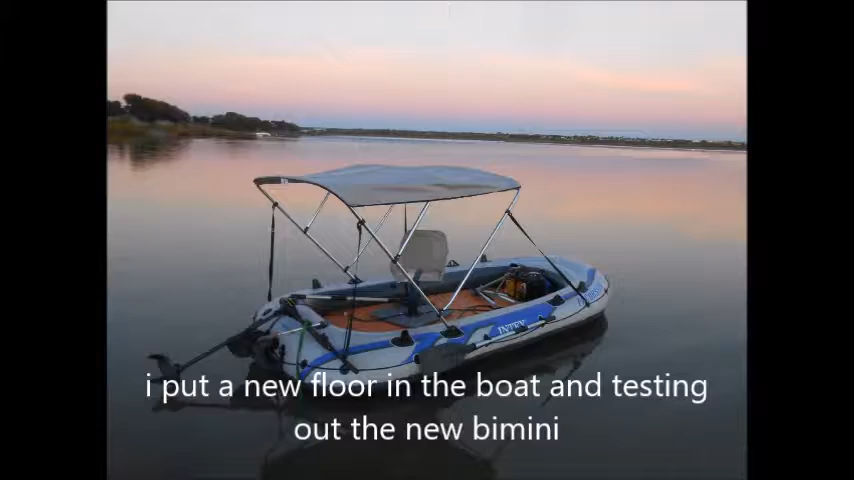 INTEX
i put a new floor in the boat and testing
out the new bimini